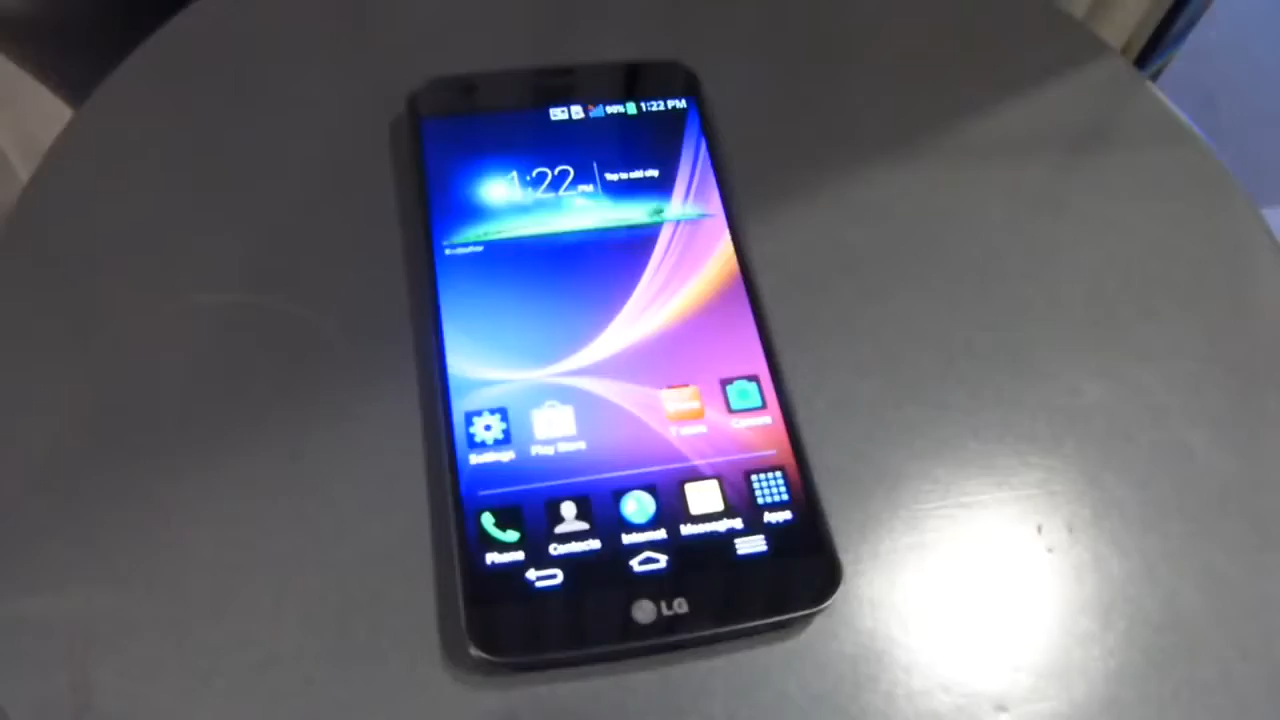 1:22 PM
1:22 PM
Tap to add city
Settings
Play Store
Camera
Phone
Contacts
Internet
Messaging
Apps
LG